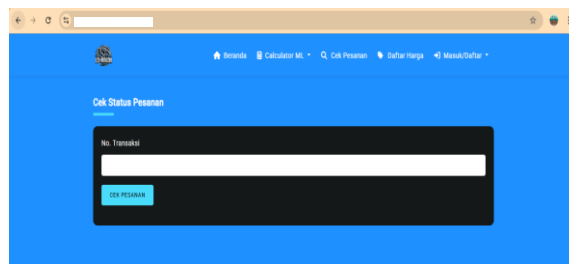 Beranda Calculator ML Cek Pesanan Daftar Harga Masuk/Daftar
Cek Status Pesanan
No. Transaksi
CEK PESANAN